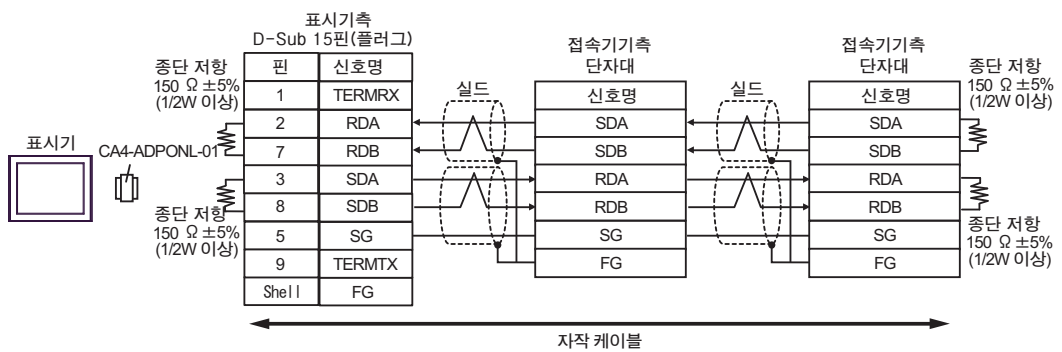 표시기측
D-Sub 15핀(플러그)
접속기기측
단자대
접속기기측
단자대
종단 저항
150 Ω ±5%
(1/2W 이상)
핀 신호명
실드
신호명
실드
신호명
종단 저항
150 Ω ±5%
(1/2W 이상)
1 TERMRX
2 RDA
SDA
SDA
표시기
CA4-ADPONL-01
7 RDB
SDB
SDB
3 SDA
RDA
RDA
8 SDB
RDB
RDB
종단 저항
150 Ω ±5%
(1/2W 이상)
5 SG
SG
SG
종단 저항
150 Ω ±5%
(1/2W 이상)
9 TERMTX
FG
FG
Shell FG
자작 케이블